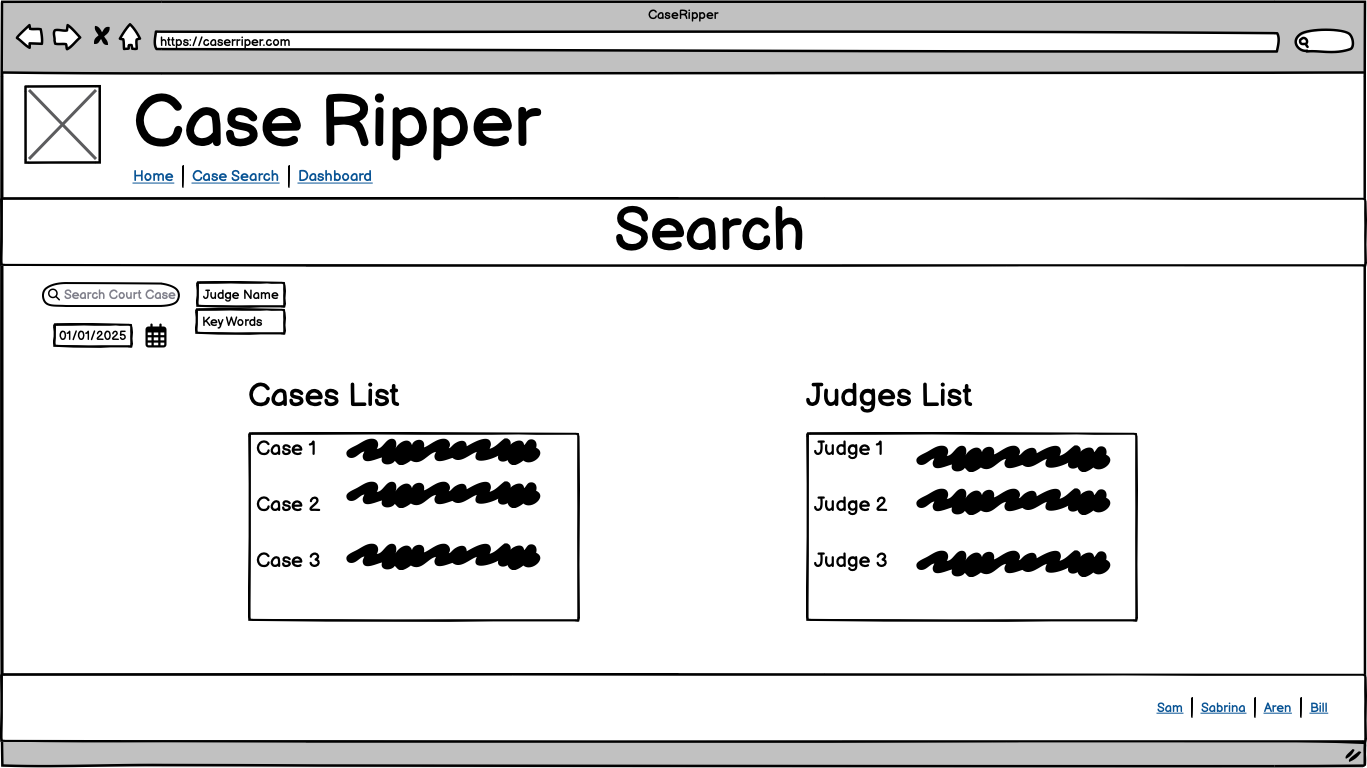 CaseRipper
https://caserriper.com
Case Ripper
Home | Case Search | Dashboard
Search
Search Court Case
Judge Name
Key Words
01/01/2025
Cases List
Case 1
Case 2
Case 3
Judges List
Judge 1
Judge 2
Judge 3
Sam | Sabrina | Aren | Bill